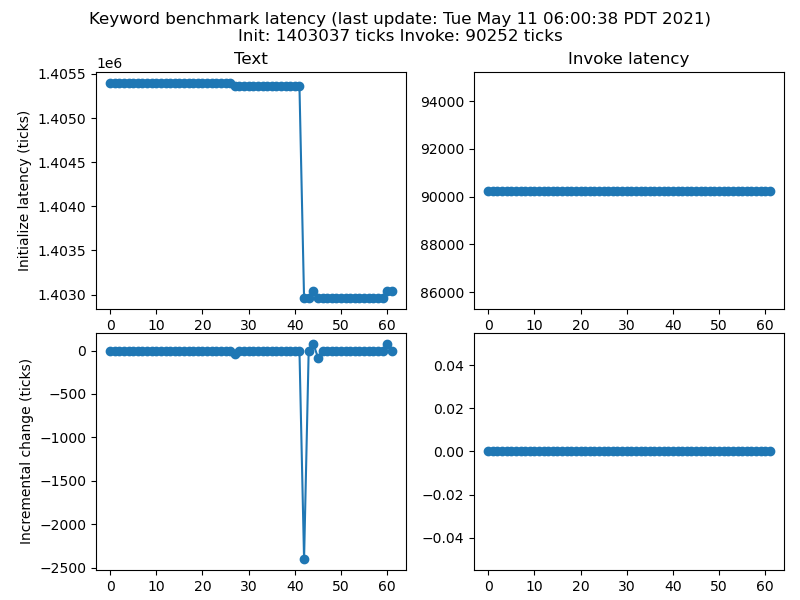 Keyword benchmark latency (last update: Tue May 11 06:00:38 PDT 2021)
Init: 1403037 ticks Invoke: 90252 ticks
Text
1e6
Initialize latency (ticks)
1.4055
1.4050
1.4045
1.4040
1.4035
1.4030
0 10 20 30 40 50 60
Invoke latency
94000
92000
90000
88000
86000
0 10 20 30 40 50 60
Incremental change (ticks)
0
−500
−1000
−1500
−2000
−2500
0 10 20 30 40 50 60
0.04
0.02
0.00
−0.02
−0.04
0 10 20 30 40 50 60